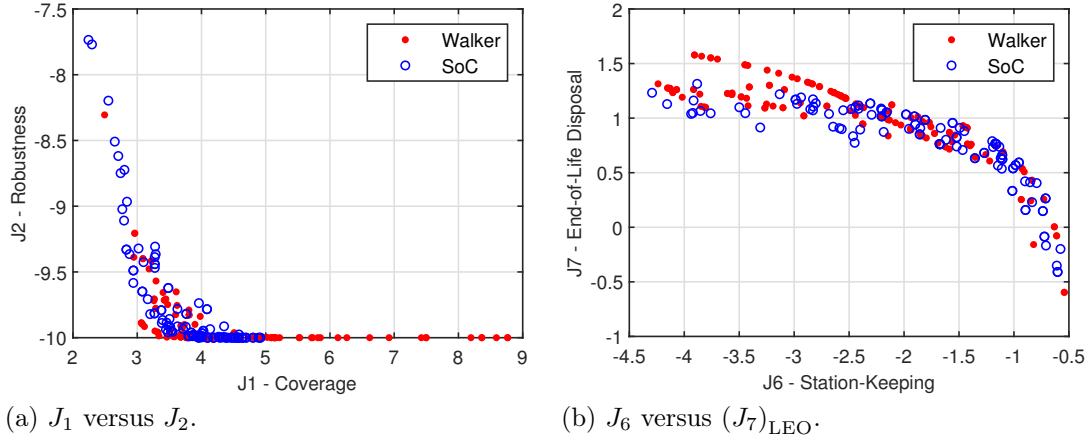 -7.5
-8
-8.5
-9
-9.5
-10
J2 - Robustness
2 3 4 5 6 7 8 9
J1 - Coverage
Walker
SoC
(a) J₁ versus J₂.
2
1.5
1
0.5
0
-0.5
-1
J7 - End-of-Life Disposal
-4.5 -4 -3.5 -3 -2.5 -2 -1.5 -1 -0.5
J6 - Station-Keeping
Walker
SoC
(b) J₆ versus (J₇)LEO.